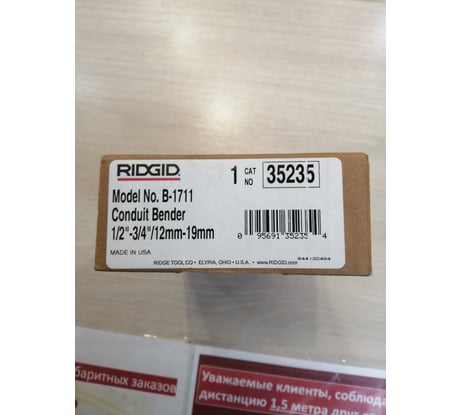 RIDGID
1 CAT NO 35235
Model No. B-1711
Conduit Bender
1/2"-3/4"/12mm-19mm
MADE IN USA
0 95691 35235 4
RIDGE TOOL CO • ELYRIA, OHIO • U.S.A. • www.RIDGID.com
баритных заказов
Уважаемые клиенты, соблюда
дистанцию 1,5 метра друг